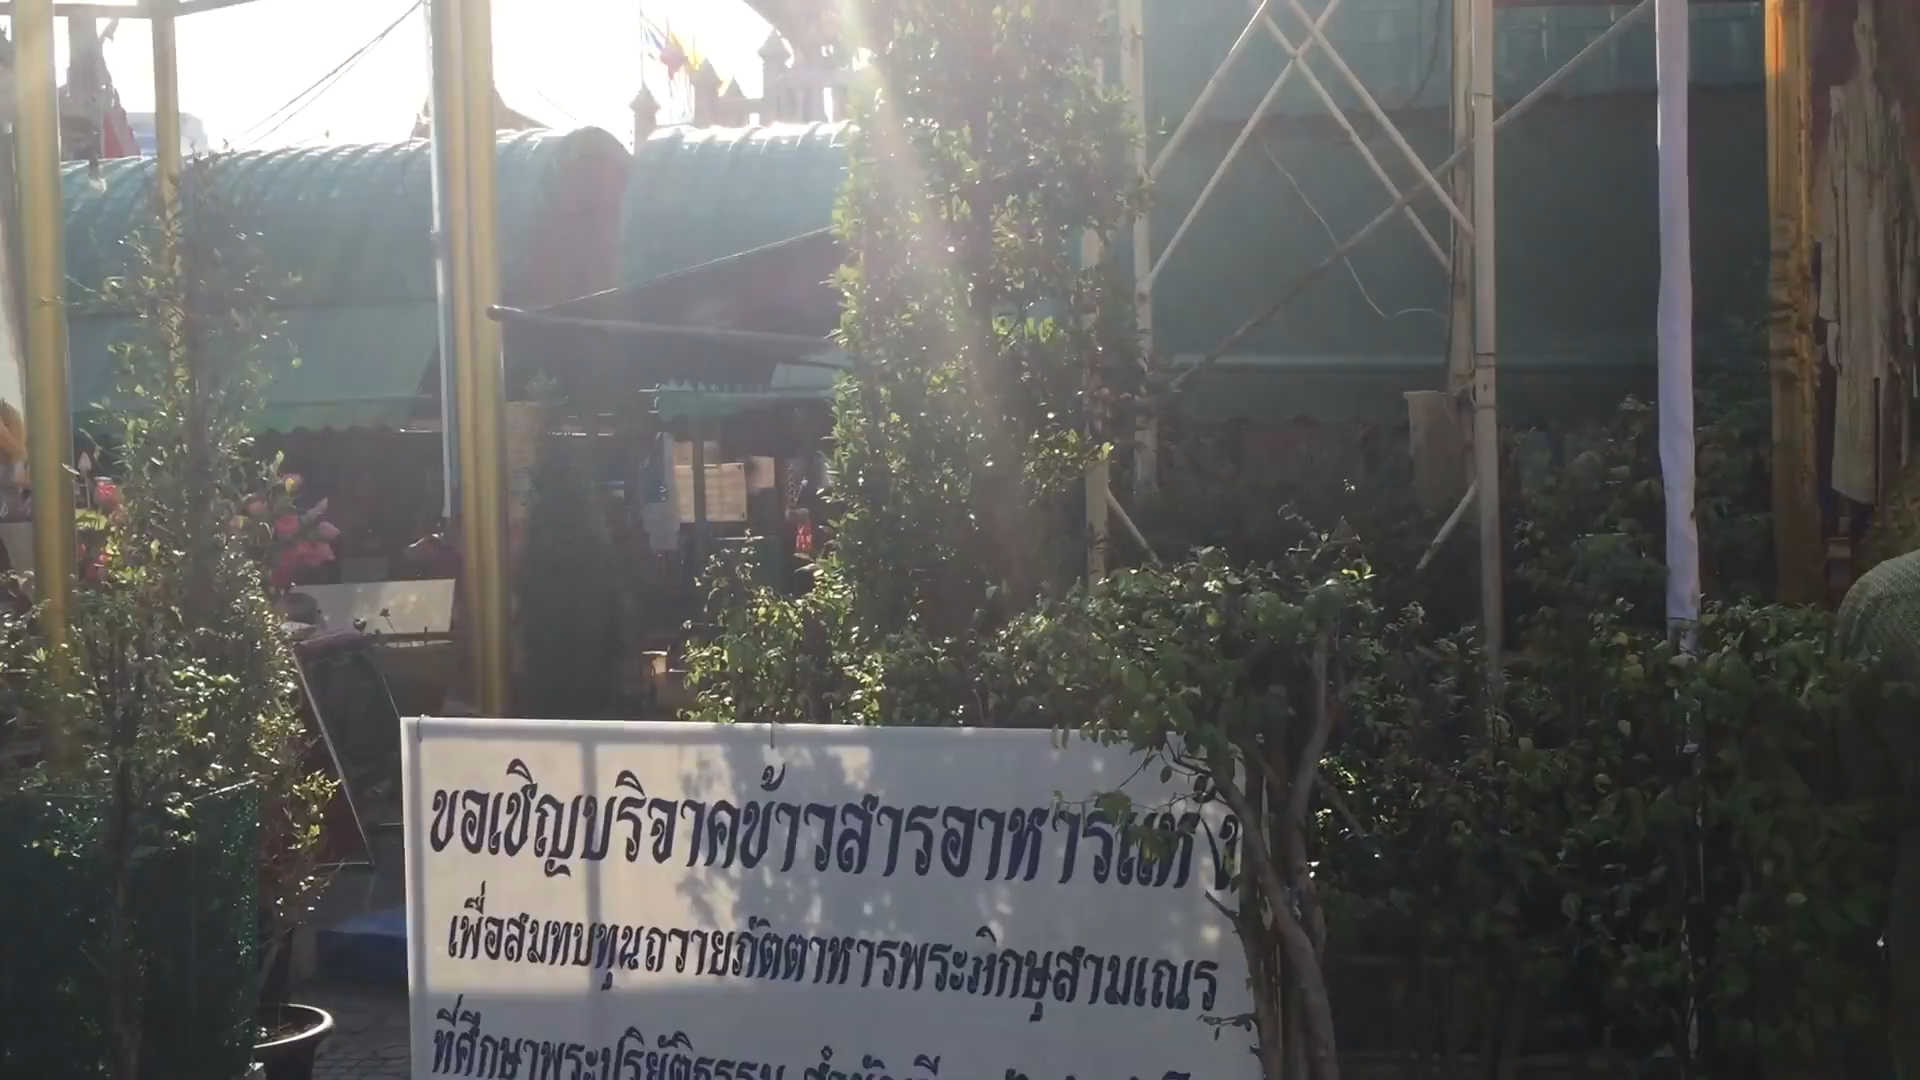 ขอเชิญบริจาคข้าวสารอาหารแห้ง
เพื่อสมทบทุนถวายภัตตาหารพระภิกษุสามเณร
ที่ศึกษาพระปริยัติธรรม